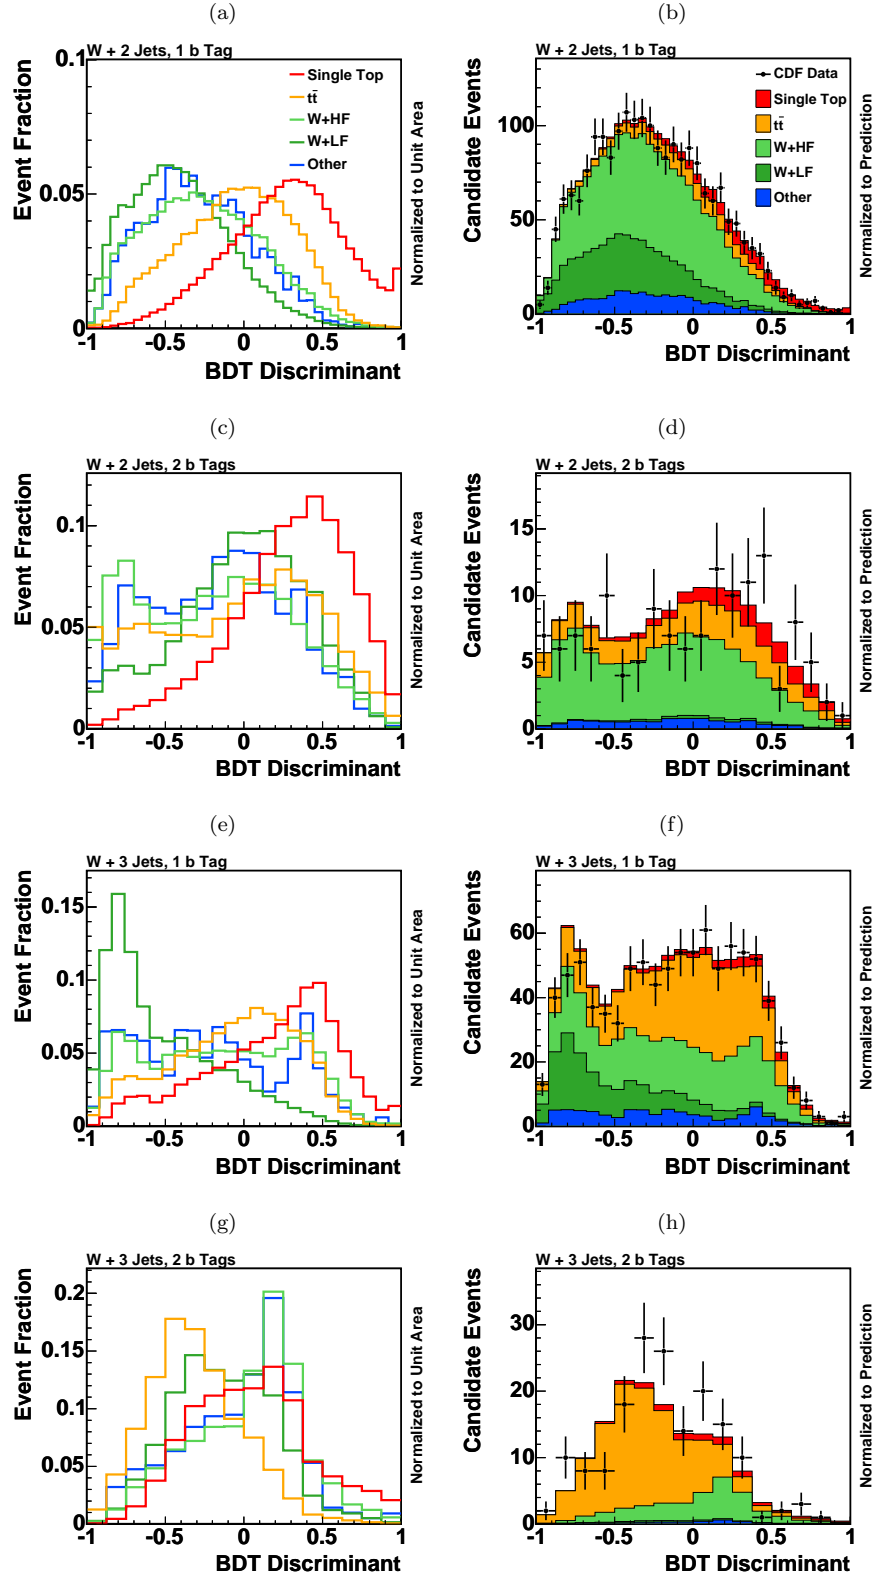 (a)
W + 2 Jets, 1 b Tag
Event Fraction
0.1
0.05
0
-1 -0.5 0 0.5 1
BDT Discriminant
Normalized to Unit Area
Single Top
tt̄
W+HF
W+LF
Other
(b)
W + 2 Jets, 1 b Tag
Candidate Events
100
50
0
-1 -0.5 0 0.5 1
BDT Discriminant
Normalized to Prediction
CDF Data
Single Top
tt̄
W+HF
W+LF
Other
(c)
W + 2 Jets, 2 b Tags
Event Fraction
0.1
0.05
0
-1 -0.5 0 0.5 1
BDT Discriminant
Normalized to Unit Area
(d)
W + 2 Jets, 2 b Tags
Candidate Events
15
10
5
0
-1 -0.5 0 0.5 1
BDT Discriminant
Normalized to Prediction
(e)
W + 3 Jets, 1 b Tag
Event Fraction
0.15
0.1
0.05
0
-1 -0.5 0 0.5 1
BDT Discriminant
Normalized to Unit Area
(f)
W + 3 Jets, 1 b Tag
Candidate Events
60
40
20
0
-1 -0.5 0 0.5 1
BDT Discriminant
Normalized to Prediction
(g)
W + 3 Jets, 2 b Tags
Event Fraction
0.2
0.15
0.1
0.05
0
-1 -0.5 0 0.5 1
BDT Discriminant
Normalized to Unit Area
(h)
W + 3 Jets, 2 b Tags
Candidate Events
30
20
10
0
-1 -0.5 0 0.5 1
BDT Discriminant
Normalized to Prediction